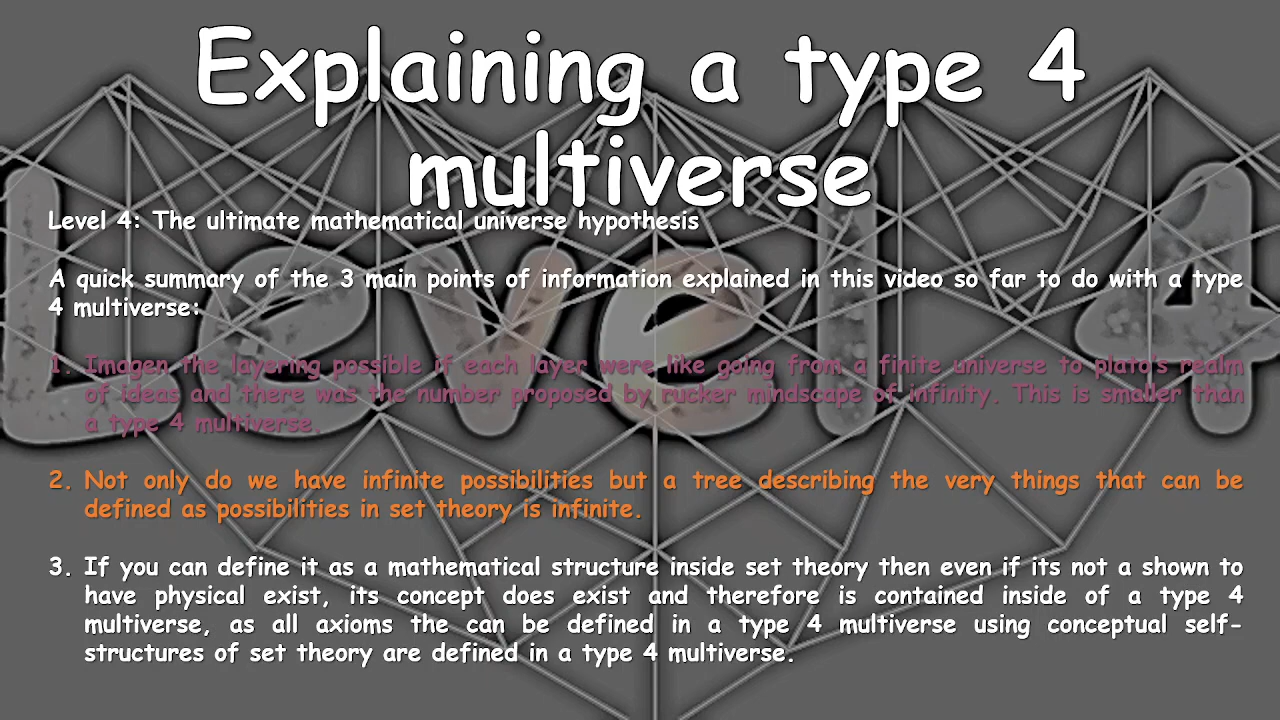 Explaining a type 4
multiverse
Level 4
Level 4: The ultimate mathematical universe hypothesis
A quick summary of the 3 main points of information explained in this video so far to do with a type
4 multiverse:
1. Imagen the layering possible if each layer were like going from a finite universe to plato's realm
of ideas and there was the number proposed by rucker mindscape of infinity. This is smaller than
a type 4 multiverse.
2. Not only do we have infinite possibilities but a tree describing the very things that can be
defined as possibilities in set theory is infinite.
3. If you can define it as a mathematical structure inside set theory then even if its not a shown to
have physical exist, its concept does exist and therefore is contained inside of a type 4
multiverse, as all axioms the can be defined in a type 4 multiverse using conceptual self-
structures of set theory are defined in a type 4 multiverse.